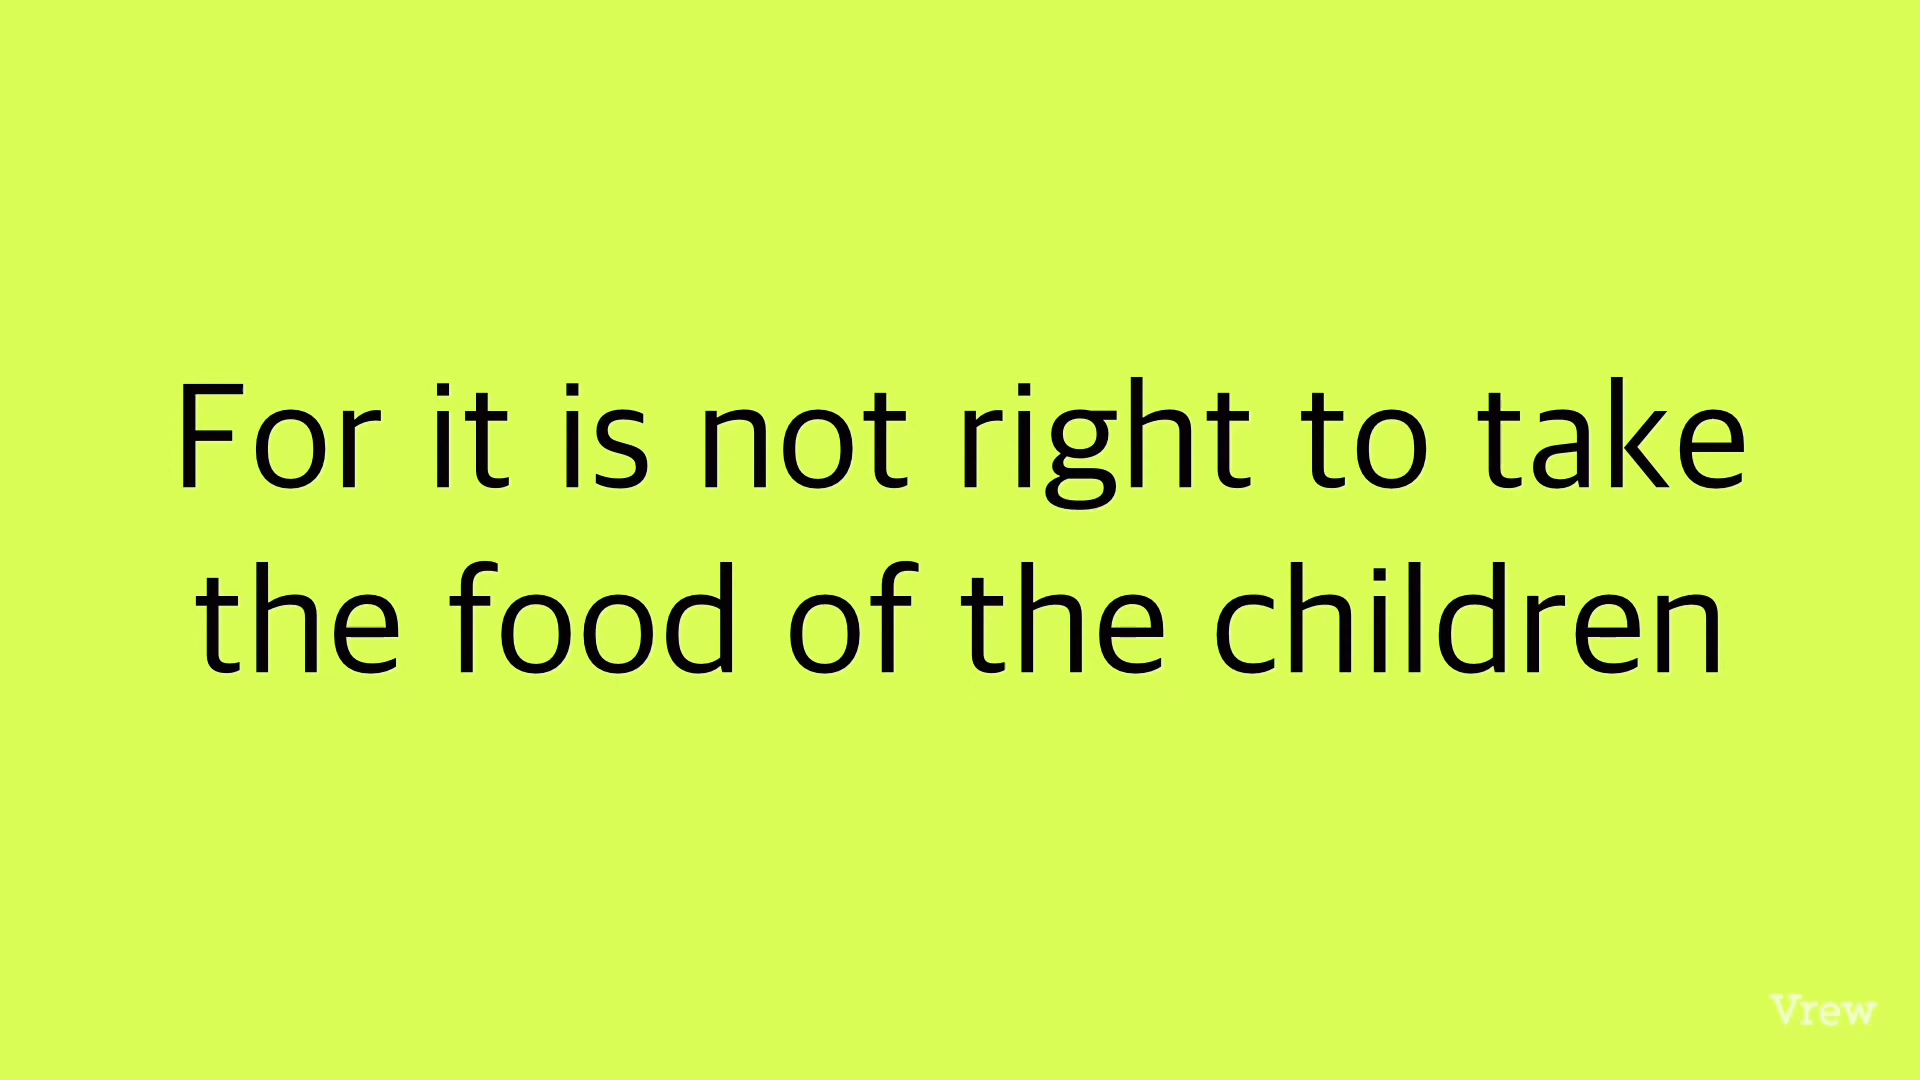 For it is not right to take
the food of the children
Vrew